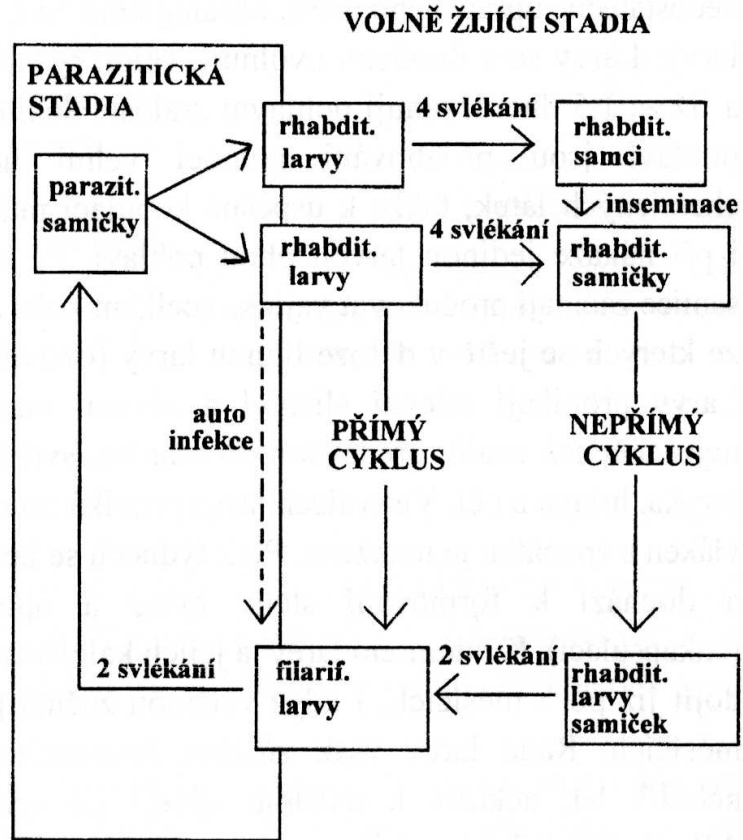 VOLNĚ ŽIJÍCÍ STADIA
PARAZITICKÁ
STADIA
parazit.
samičky
rhabdit.
larvy
4 svlékání
rhabdit.
samci
inseminace
rhabdit.
larvy
4 svlékání
rhabdit.
samičky
auto
infekce
PŘÍMÝ
CYKLUS
NEPŘÍMÝ
CYKLUS
2 svlékání
filarif.
larvy
2 svlékání
rhabdit.
larvy
samiček